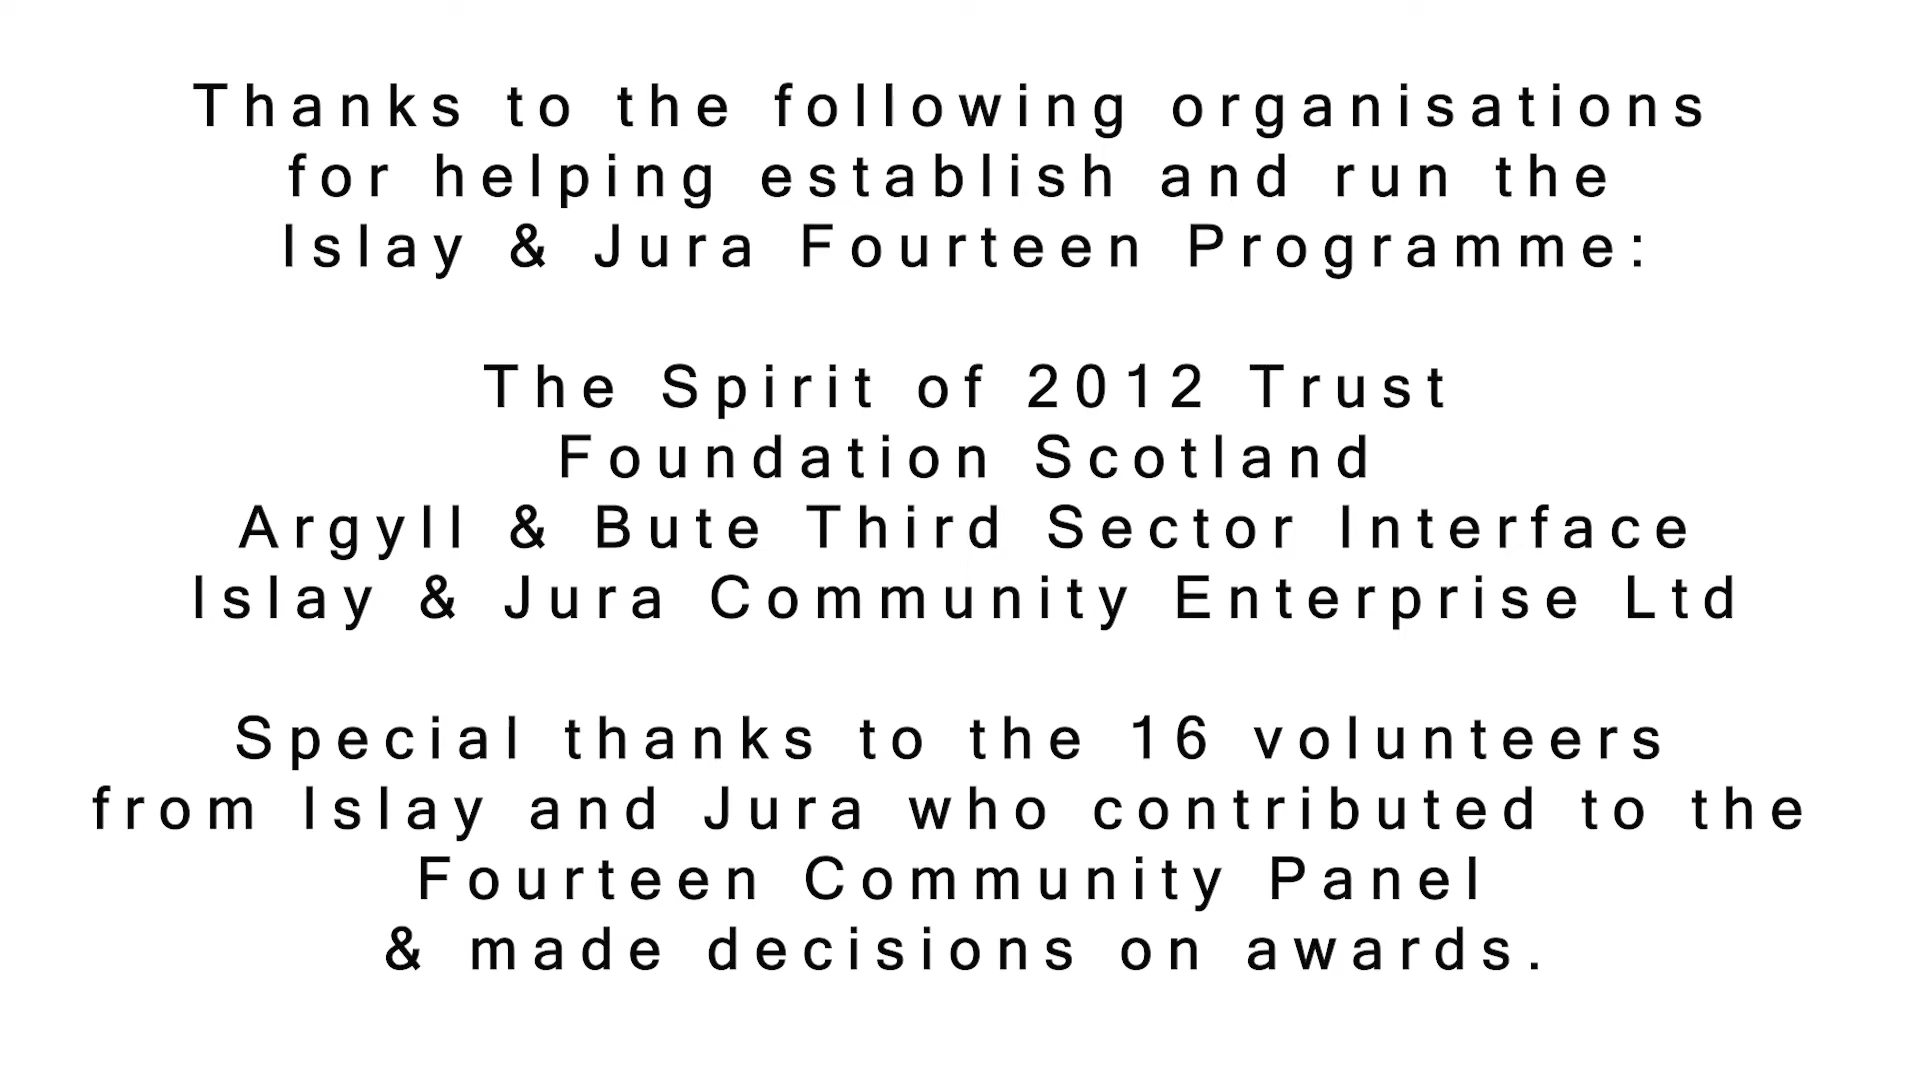 Thanks to the following organisations
for helping establish and run the
Islay & Jura Fourteen Programme:
The Spirit of 2012 Trust
Foundation Scotland
Argyll & Bute Third Sector Interface
Islay & Jura Community Enterprise Ltd
Special thanks to the 16 volunteers
from Islay and Jura who contributed to the
Fourteen Community Panel
& made decisions on awards.